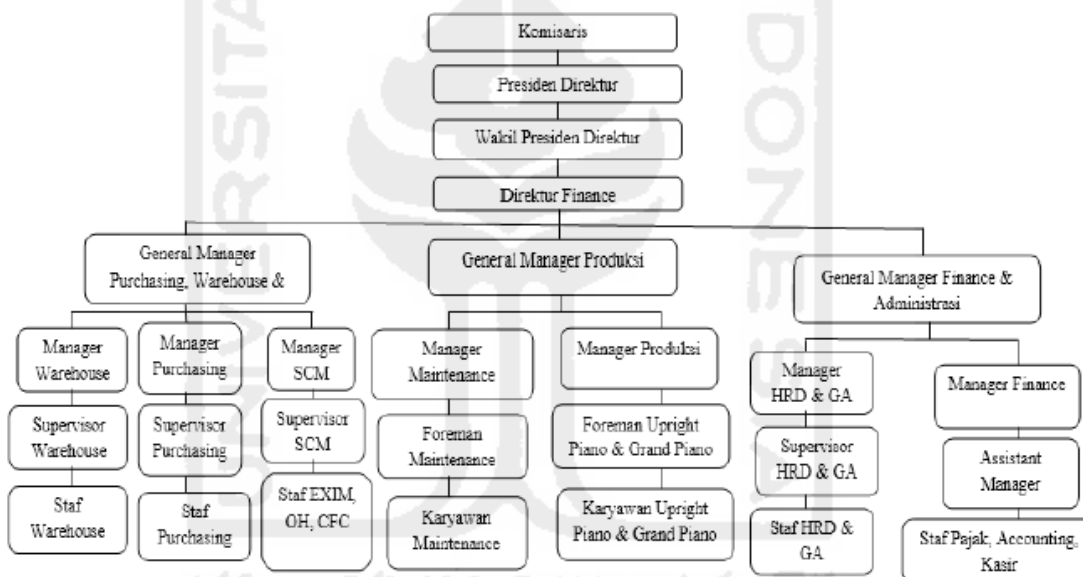 Komisaris
Presiden Direktur
Wakil Presiden Direktur
Direktur Finance
General Manager
Purchasing, Warehouse &
General Manager Produksi
General Manager Finance &
Administrasi
Manager
Warehouse
Manager
Purchasing
Manager
SCM
Manager
Maintenance
Manager Produksi
Manager
HRD & GA
Manager Finance
Supervisor
Warehouse
Supervisor
Purchasing
Supervisor
SCM
Foreman
Maintenance
Foreman Upright
Piano & Grand Piano
Supervisor
HRD & GA
Assistant
Manager
Staf
Warehouse
Staf
Purchasing
Staf EXIM,
OH, CFC
Karyawan
Maintenance
Karyawan Upright
Piano & Grand Piano
Staf HRD &
GA
Staf Pajak, Accounting,
Kasir